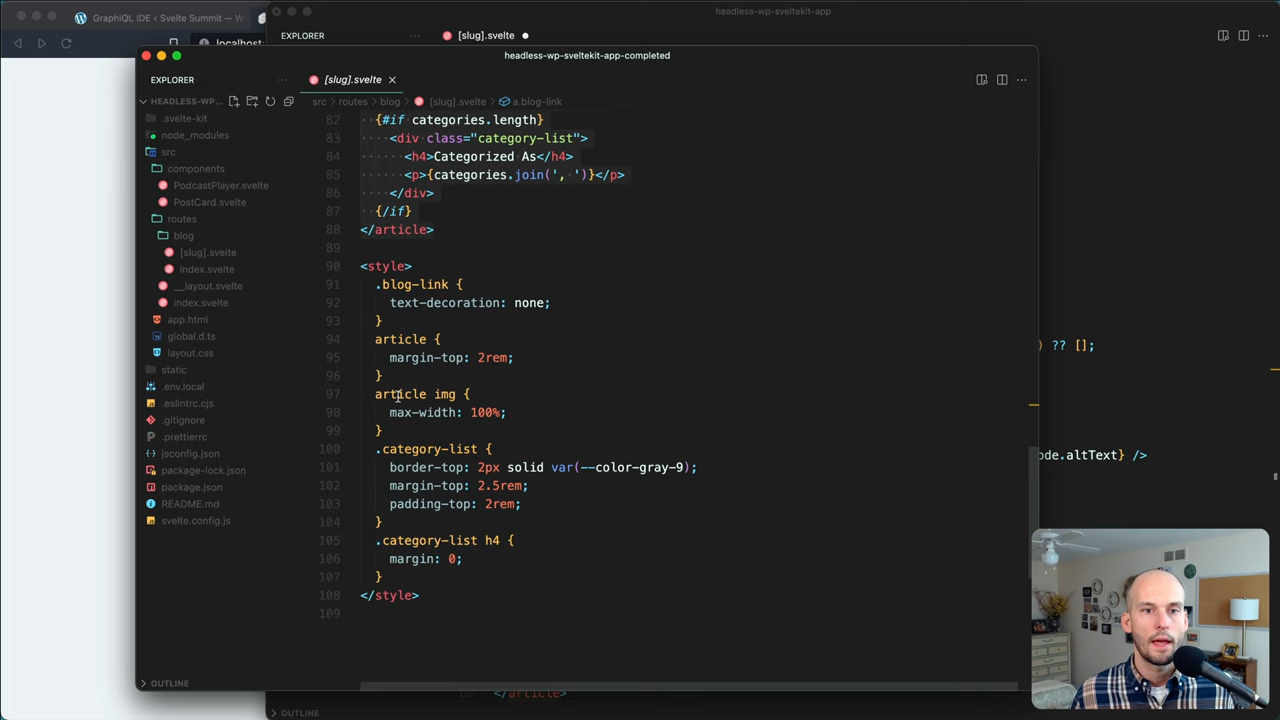 headless-wp-sveltekit-app
GraphiQL IDE ‹ Svelte Summit — W
EXPLORER
···
[slug].svelte
localhost:
headless-wp-sveltekit-app-completed
EXPLORER
···
[slug].svelte
HEADLESS-WP...
src › routes › blog › [slug].svelte › a.blog-link
.svelte-kit
node_modules
src
components
PodcastPlayer.svelte
PostCard.svelte
routes
blog
[slug].svelte
index.svelte
__layout.svelte
index.svelte
app.html
global.d.ts
layout.css
static
.env.local
.eslintrc.cjs
.gitignore
.prettierrc
jsconfig.json
package-lock.json
package.json
README.md
svelte.config.js
OUTLINE
82 {#if categories.length}
83 <div class="category-list">
84 <h4>Categorized As</h4>
85 <p>{categories.join(', ')}</p>
86 </div>
87 {/if}
88 </article>
89
90 <style>
91 .blog-link {
92 text-decoration: none;
93 }
94 article {
95 margin-top: 2rem;
96 }
97 article img {
98 max-width: 100%;
99 }
100 .category-list {
101 border-top: 2px solid var(--color-gray-9);
102 margin-top: 2.5rem;
103 padding-top: 2rem;
104 }
105 .category-list h4 {
106 margin: 0;
107 }
108 </style>
109
) ?? [];
ode.altText} />
</article>
OUTLINE